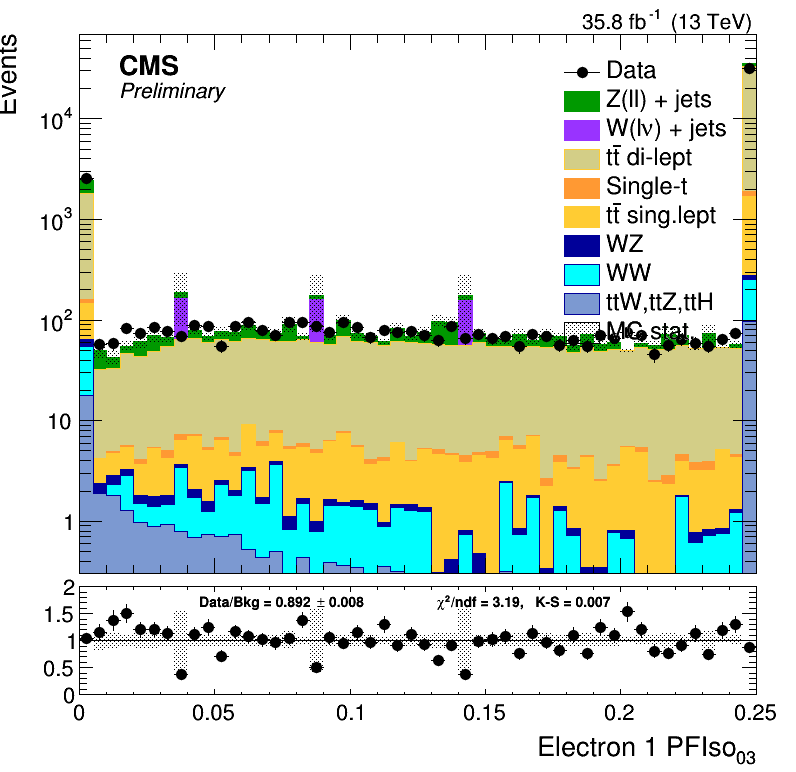 35.8 fb⁻¹ (13 TeV)
Events
CMS
Preliminary
Data
Z(ll) + jets
W(lν) + jets
tt̄ di-lept
Single-t
tt̄ sing.lept
WZ
WW
ttW,ttZ,ttH
MC stat.
10⁴
10³
10²
10
1
Data/Bkg = 0.892 ± 0.008
χ²/ndf = 3.19, K-S = 0.007
2
1.5
1
0.5
0
0 0.05 0.1 0.15 0.2 0.25
Electron 1 PFIso₀₃